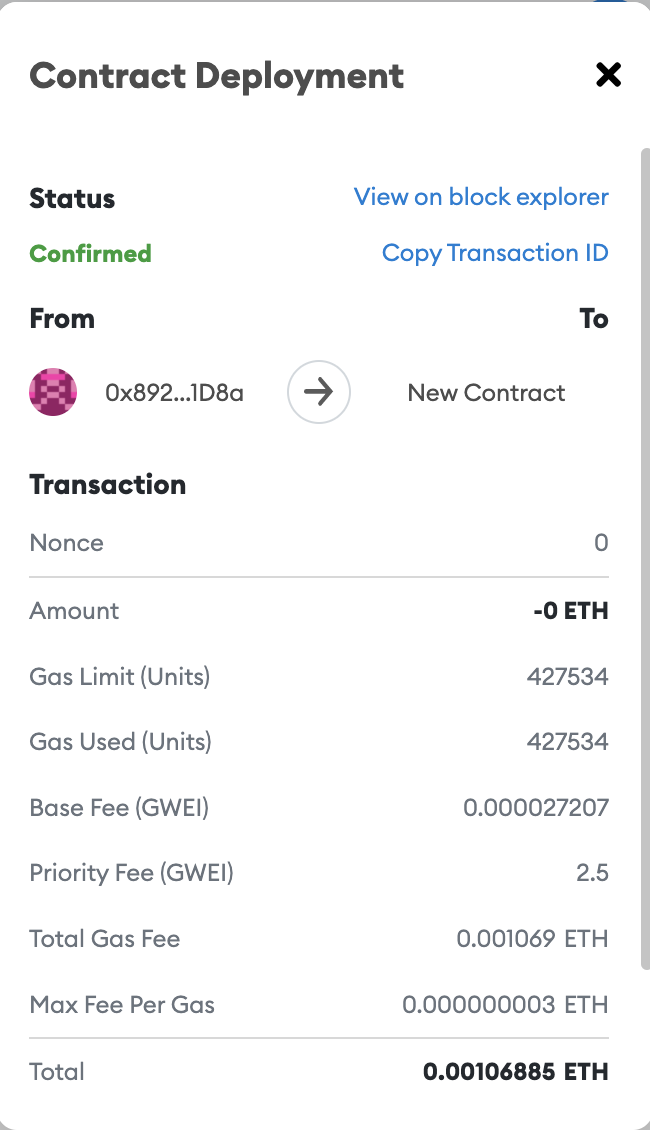 Contract Deployment
Status
View on block explorer
Confirmed
Copy Transaction ID
From
To
0x892...1D8a
New Contract
Transaction
Nonce
0
Amount
-0 ETH
Gas Limit (Units)
427534
Gas Used (Units)
427534
Base Fee (GWEI)
0.000027207
Priority Fee (GWEI)
2.5
Total Gas Fee
0.001069 ETH
Max Fee Per Gas
0.000000003 ETH
Total
0.00106885 ETH